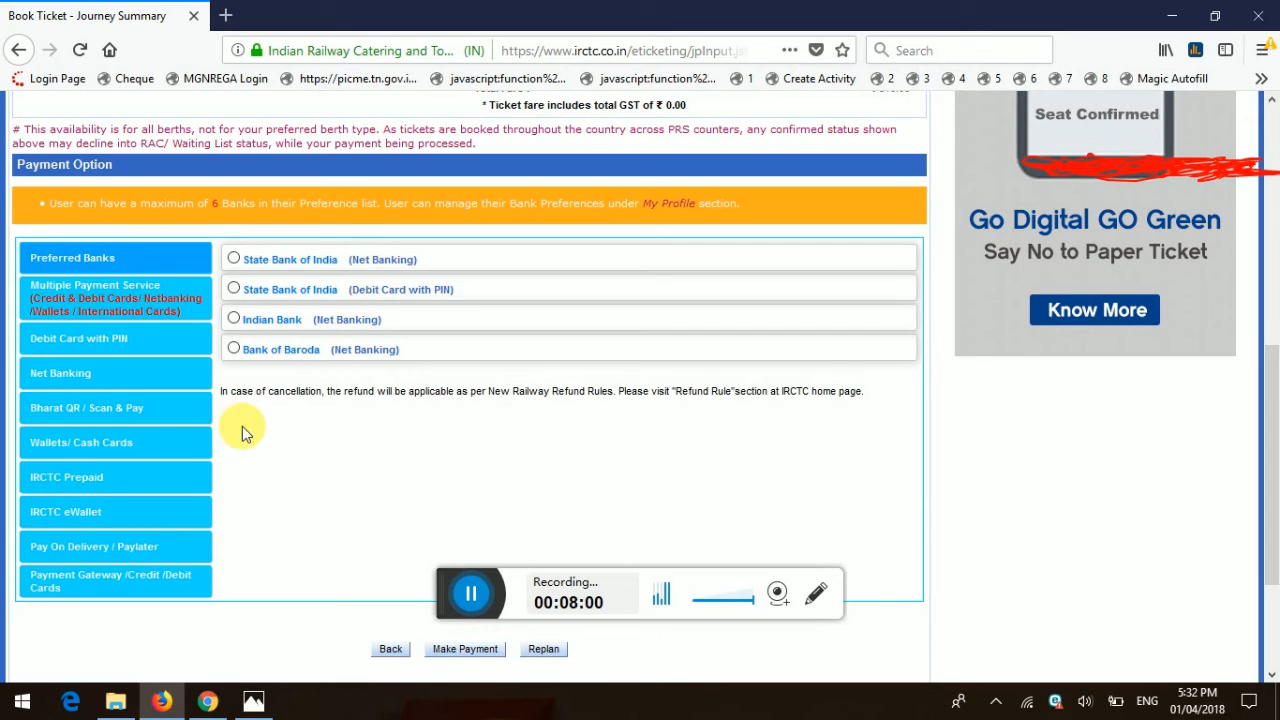 Book Ticket - Journey Summary
Indian Railway Catering and To... (IN)
https://www.irctc.co.in/eticketing/jpInput.js
Search
Login Page
Cheque
MGNREGA Login
https://picme.tn.gov.i...
javascript:function%2...
javascript:function%2...
1
Create Activity
2
3
4
5
6
7
8
Magic Autofill
* Ticket fare includes total GST of ₹ 0.00
# This availability is for all berths, not for your preferred berth type. As tickets are booked throughout the country across PRS counters, any confirmed status shown
above may decline into RAC/ Waiting List status, while your payment being processed.
Payment Option
• User can have a maximum of 6 Banks in their Preference list. User can manage their Bank Preferences under My Profile section.
Preferred Banks
Multiple Payment Service
(Credit & Debit Cards/ Netbanking
/Wallets / International Cards)
Debit Card with PIN
Net Banking
Bharat QR / Scan & Pay
Wallets/ Cash Cards
IRCTC Prepaid
IRCTC eWallet
Pay On Delivery / Paylater
Payment Gateway /Credit /Debit
Cards
State Bank of India (Net Banking)
State Bank of India (Debit Card with PIN)
Indian Bank (Net Banking)
Bank of Baroda (Net Banking)
In case of cancellation, the refund will be applicable as per New Railway Refund Rules. Please visit "Refund Rule"section at IRCTC home page.
Back
Make Payment
Replan
Seat Confirmed
Go Digital GO Green
Say No to Paper Ticket
Know More
Recording...
00:08:00
ENG
5:32 PM
01/04/2018